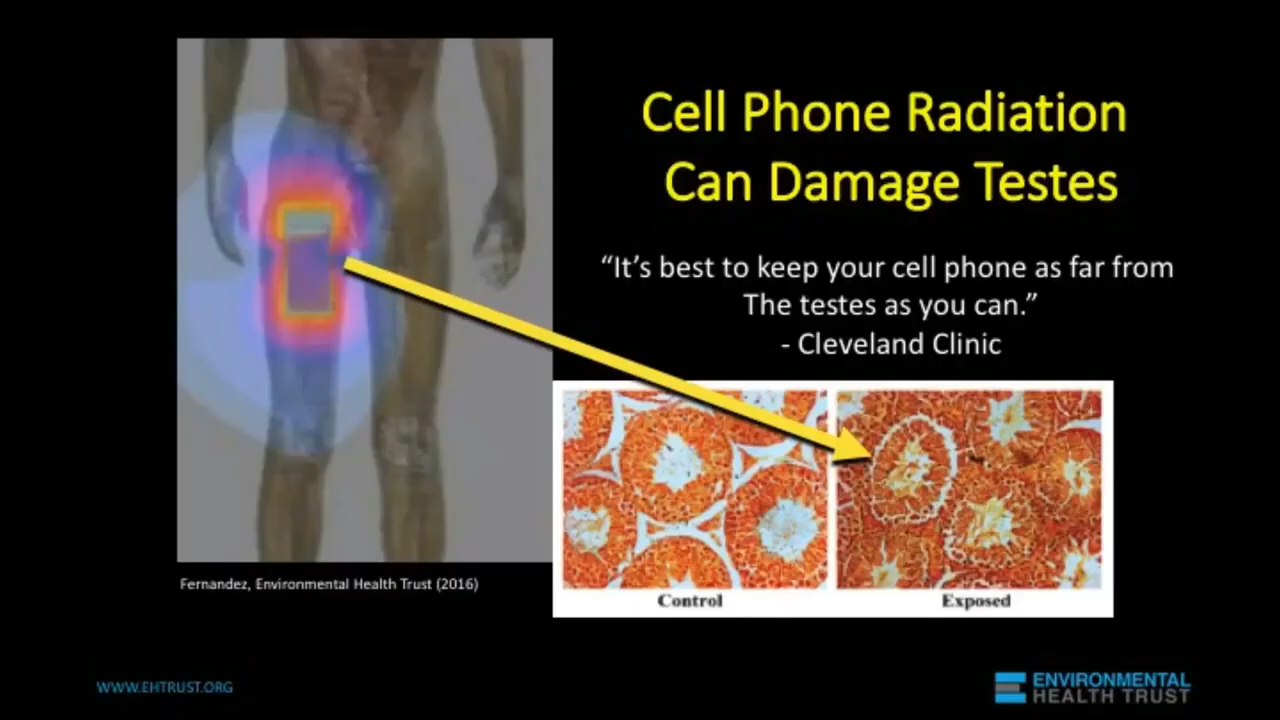 Cell Phone Radiation
Can Damage Testes
“It’s best to keep your cell phone as far from
The testes as you can.”
- Cleveland Clinic
Control
Exposed
Fernandez, Environmental Health Trust (2016)
WWW.EHTRUST.ORG
ENVIRONMENTAL
HEALTH TRUST